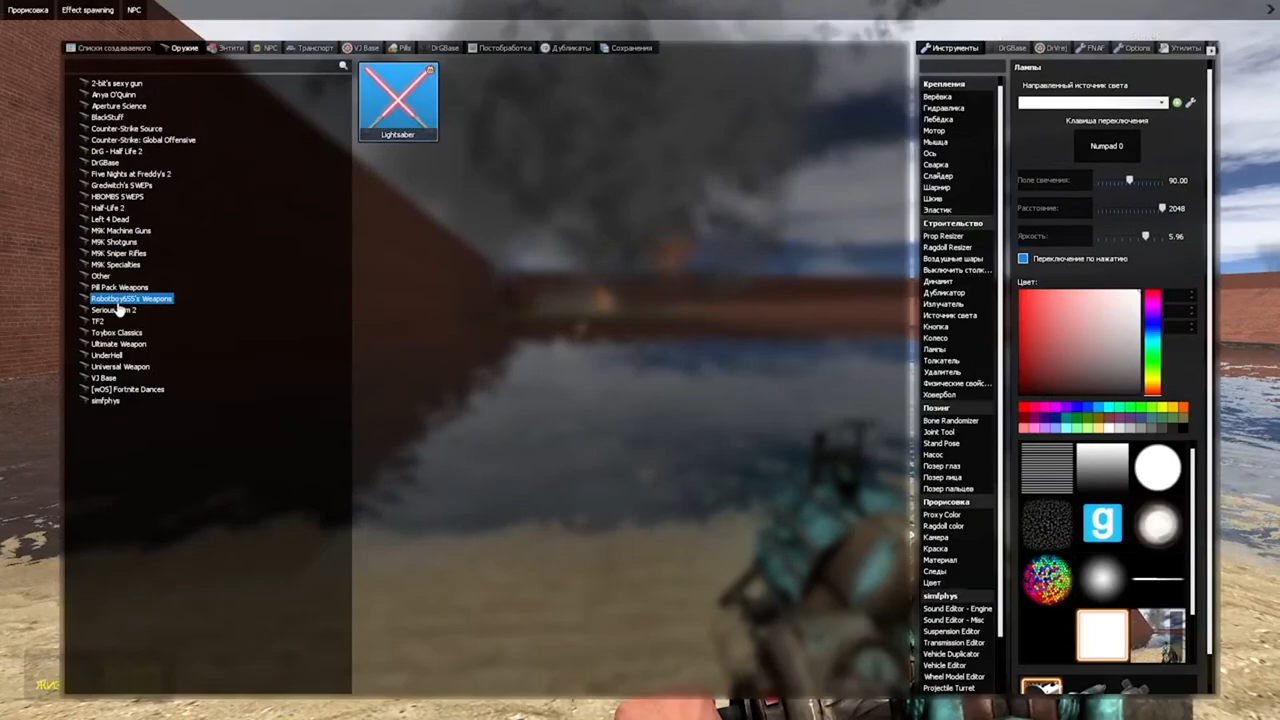 Прорисовка Effect spawning NPC
Списки создаваемого Оружие Энтити NPC Транспорт VJ Base Pills DrGBase Постобработка Дубликаты Сохранения
2-bit's sexy gun
Anya O'Quinn
Aperture Science
BlackStuff
Counter-Strike Source
Counter-Strike: Global Offensive
DrG - Half Life 2
DrGBase
Five Nights at Freddy's 2
Gredwitch's SWEPs
HBOMBS SWEPS
Half-Life 2
Left 4 Dead
M9K Machine Guns
M9K Shotguns
M9K Sniper Rifles
M9K Specialties
Other
Pill Pack Weapons
Robotboy655's Weapons
TF2
Toybox Classics
Ultimate Weapon
UnderHell
Universal Weapon
VJ Base
[wOS] Fortnite Dances
simfphys
Lightsaber
Инструменты DrGBase DrVrej FNAF Options Утилиты
Крепления
Верёвка
Гидравлика
Лебёдка
Мотор
Мышца
Ось
Сварка
Слайдер
Шарнир
Шкив
Эластик
Строительство
Prop Resizer
Ragdoll Resizer
Воздушные шары
Выключить столк...
Динамит
Дубликатор
Излучатель
Источник света
Кнопка
Колесо
Лампы
Толкатель
Удалитель
Физические свойс...
Ховербол
Позинг
Bone Randomizer
Joint Tool
Stand Pose
Насос
Позер глаз
Позер лица
Позер пальцев
Прорисовка
Proxy Color
Ragdoll color
Камера
Краска
Материал
Следы
Цвет
simfphys
Sound Editor - Engine
Sound Editor - Misc
Suspension Editor
Transmission Editor
Vehicle Duplicator
Vehicle Editor
Wheel Model Editor
Projectile Turret
Лампы
Направленный источник света
Клавиша переключения
Numpad 0
Поле свечения: 90.00
Расстояние: 2048
Яркость: 5.96
Переключение по нажатию
Цвет:
g